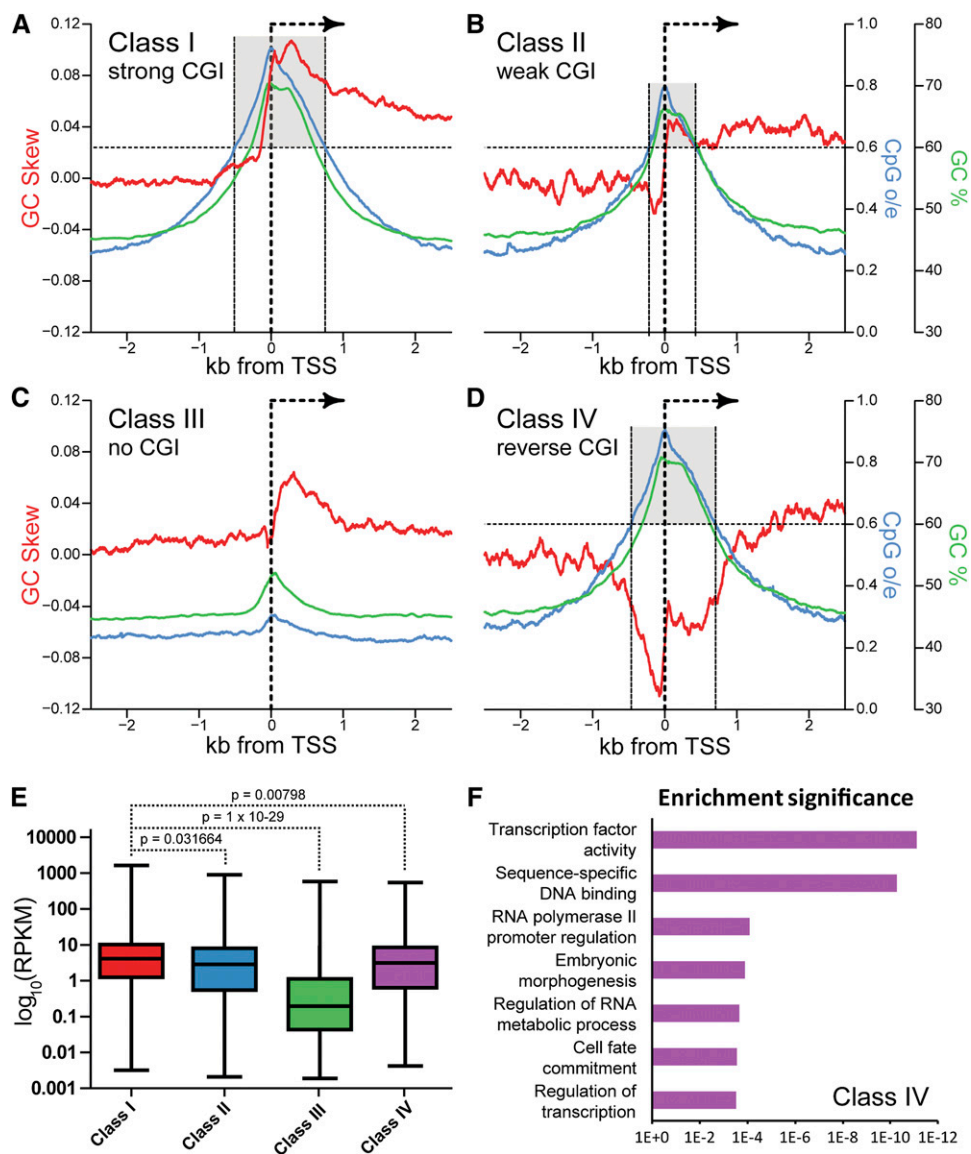 A
Class I
strong CGI
0.12
0.08
0.04
0.00
−0.04
−0.08
−0.12
GC Skew
−2
−1
0
1
2
kb from TSS
B
Class II
weak CGI
1.0
0.8
0.6
0.4
0.2
0.0
CpG o/e
80
70
60
50
40
30
GC %
−2
−1
0
1
2
kb from TSS
C
Class III
no CGI
0.12
0.08
0.04
0.00
−0.04
−0.08
−0.12
GC Skew
−2
−1
0
1
2
kb from TSS
D
Class IV
reverse CGI
1.0
0.8
0.6
0.4
0.2
0.0
CpG o/e
80
70
60
50
40
30
GC %
−2
−1
0
1
2
kb from TSS
E
p = 0.00798
p = 1 x 10-29
p = 0.031664
10000
1000
100
10
1
0.1
0.01
0.001
log10(RPKM)
Class I
Class II
Class III
Class IV
F
Enrichment significance
Transcription factor
activity
Sequence-specific
DNA binding
RNA polymerase II
promoter regulation
Embryonic
morphogenesis
Regulation of RNA
metabolic process
Cell fate
commitment
Regulation of
transcription
Class IV
1E+0
1E-2
1E-4
1E-6
1E-8
1E-10
1E-12